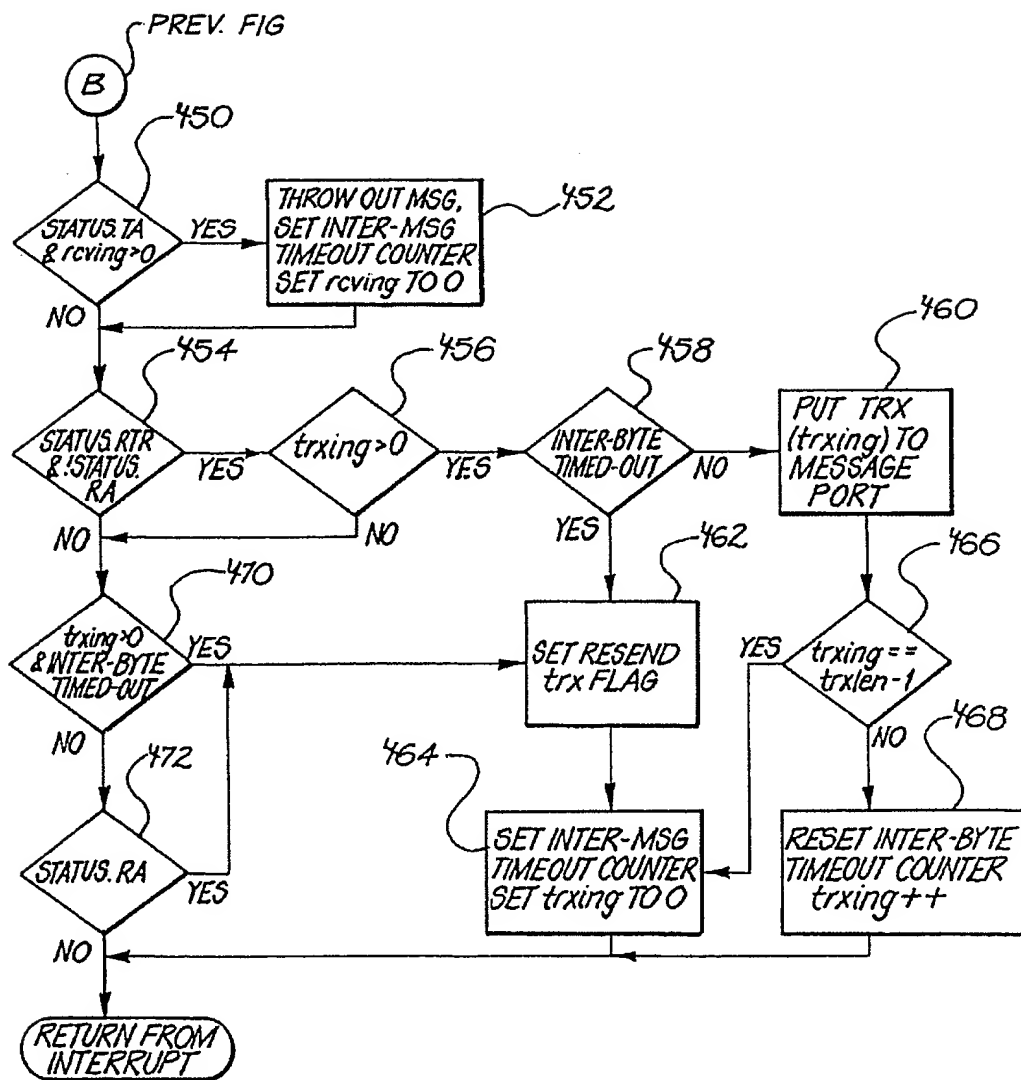 PREV. FIG
B
450
STATUS.TA
& rcving>0
YES
NO
THROW OUT MSG,
SET INTER-MSG
TIMEOUT COUNTER
SET rcving TO 0
452
454
STATUS.RTR
& !STATUS.
RA
YES
NO
456
trxing>0
YES
NO
458
INTER-BYTE
TIMED-OUT
NO
YES
460
PUT TRX
(trxing) TO
MESSAGE
PORT
462
SET RESEND
trx FLAG
466
trxing==
trxlen-1
YES
NO
470
trxing>0
& INTER-BYTE
TIMED-OUT
YES
NO
464
SET INTER-MSG
TIMEOUT COUNTER
SET trxing TO 0
468
RESET INTER-BYTE
TIMEOUT COUNTER
trxing++
472
STATUS.RA
YES
NO
RETURN FROM
INTERRUPT